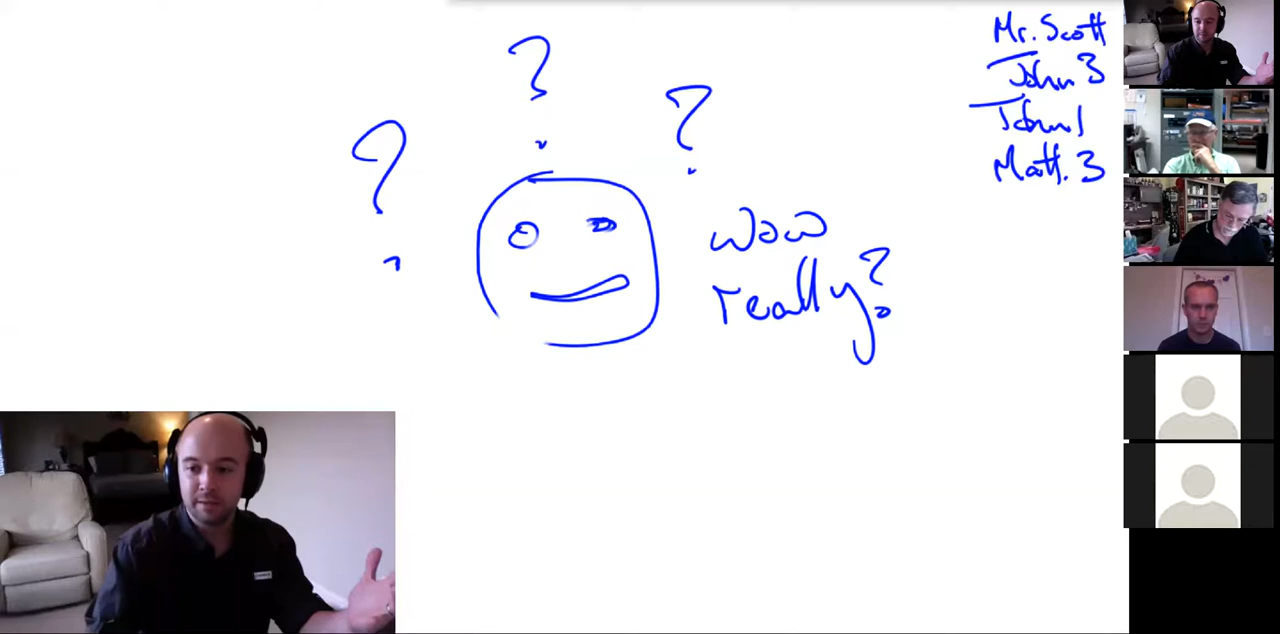 ?
?
?
wow
really?
Mr. Scott
John 3
John 1
Matt. 3